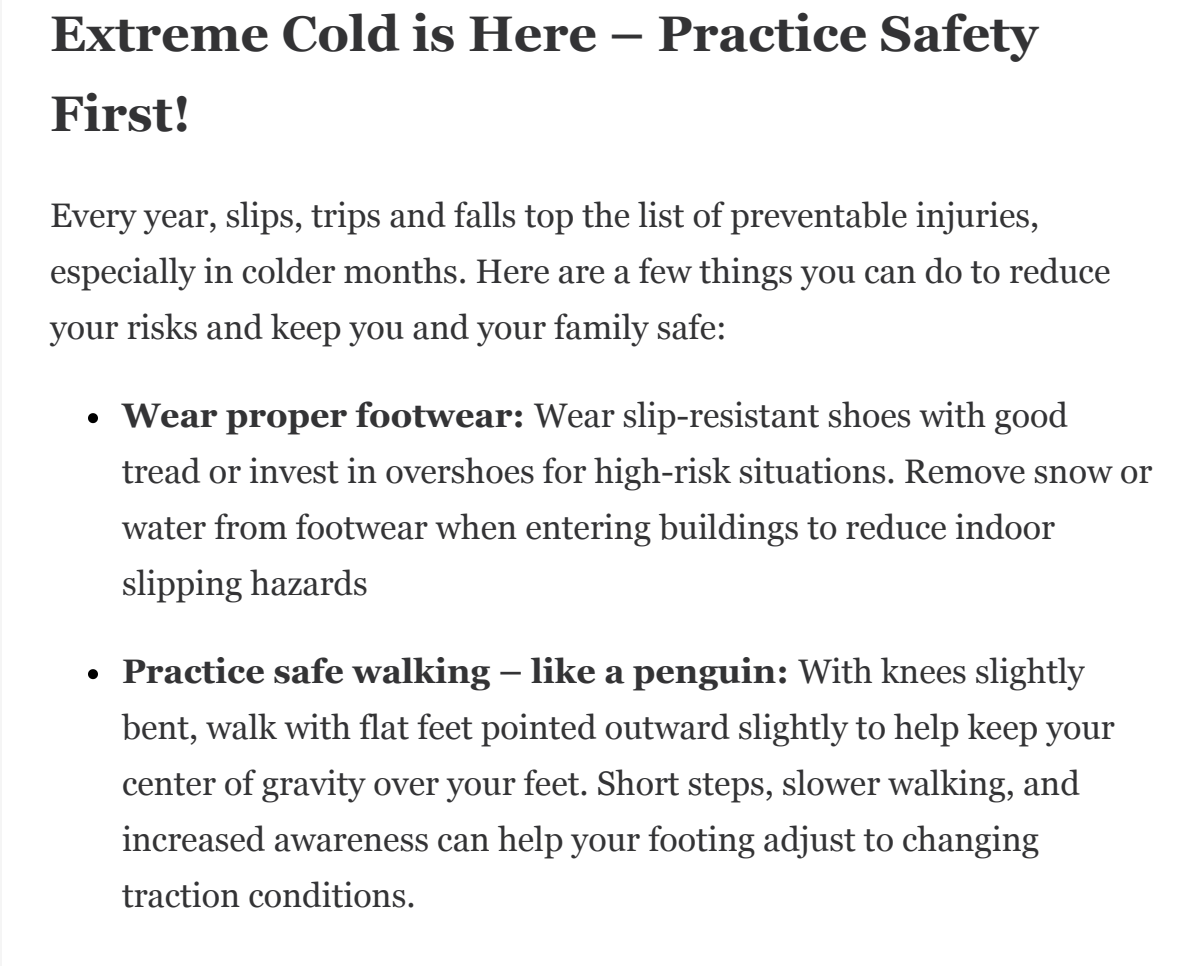 Extreme Cold is Here – Practice Safety
First!
Every year, slips, trips and falls top the list of preventable injuries,
especially in colder months. Here are a few things you can do to reduce
your risks and keep you and your family safe:
• Wear proper footwear: Wear slip-resistant shoes with good
tread or invest in overshoes for high-risk situations. Remove snow or
water from footwear when entering buildings to reduce indoor
slipping hazards
• Practice safe walking – like a penguin: With knees slightly
bent, walk with flat feet pointed outward slightly to help keep your
center of gravity over your feet. Short steps, slower walking, and
increased awareness can help your footing adjust to changing
traction conditions.